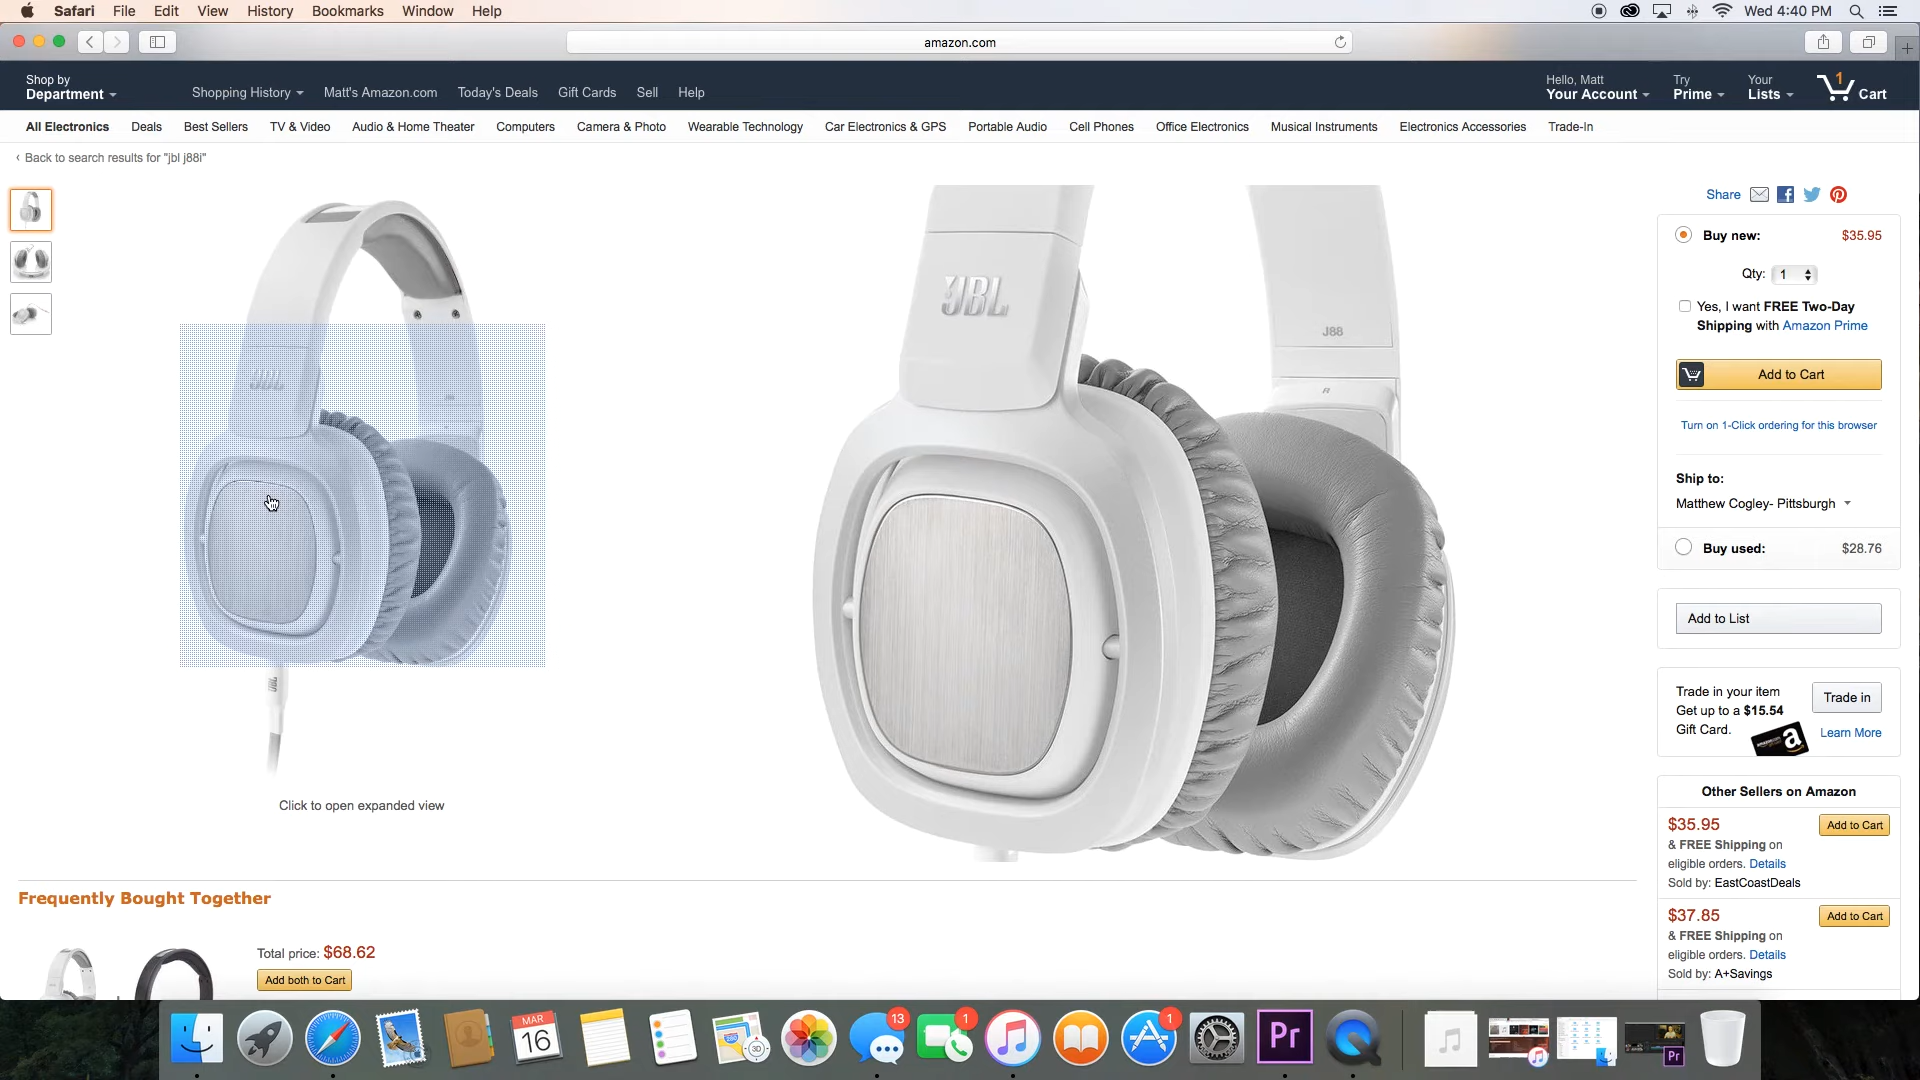 Safari File Edit View History Bookmarks Window Help
Wed 4:40 PM
amazon.com
Shop by
Department
Shopping History Matt's Amazon.com Today's Deals Gift Cards Sell Help
Hello, Matt
Your Account
Try
Prime
Your
Lists
1
Cart
All Electronics Deals Best Sellers TV & Video Audio & Home Theater Computers Camera & Photo Wearable Technology Car Electronics & GPS Portable Audio Cell Phones Office Electronics Musical Instruments Electronics Accessories Trade-In
‹ Back to search results for "jbl j88i"
JBL
JBL
JBL
J88
R
Click to open expanded view
Share
Buy new: $35.95
Qty: 1
Yes, I want FREE Two-Day
Shipping with Amazon Prime
Add to Cart
Turn on 1-Click ordering for this browser
Ship to:
Matthew Cogley- Pittsburgh
Buy used: $28.76
Add to List
Trade in your item
Get up to a $15.54
Gift Card.
Trade in
Learn More
a
Other Sellers on Amazon
$35.95
Add to Cart
& FREE Shipping on
eligible orders. Details
Sold by: EastCoastDeals
$37.85
Add to Cart
& FREE Shipping on
eligible orders. Details
Sold by: A+Savings
Frequently Bought Together
Total price: $68.62
Add both to Cart
MAR
16
3D
13
1
1
Pr
Pr